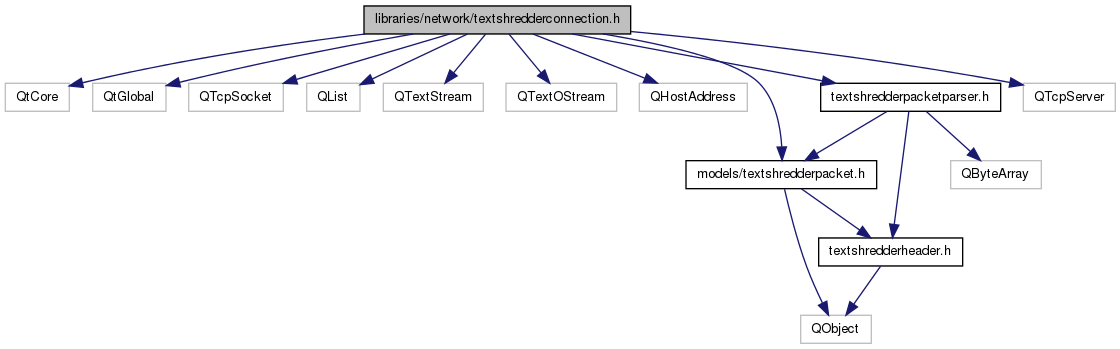 libraries/network/textshredderconnection.h
QtCore
QtGlobal
QTcpSocket
QList
QTextStream
QTextOStream
QHostAddress
textshredderpacketparser.h
QTcpServer
models/textshredderpacket.h
QByteArray
textshredderheader.h
QObject